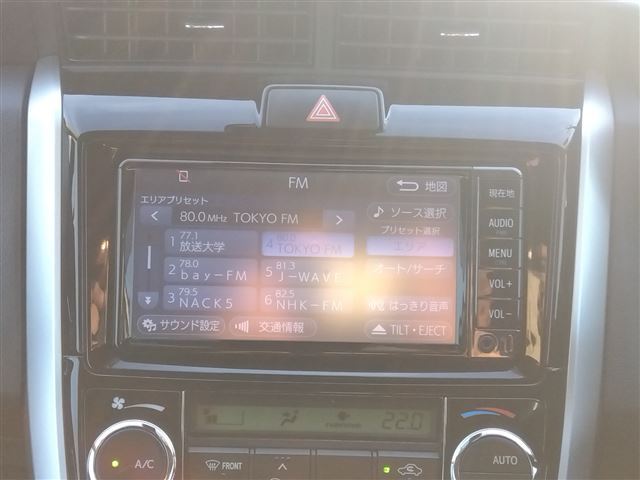 FM
地図
エリアプリセット
80.0 MHz TOKYO FM
ソース選択
プリセット選択
エリア
オート/サーチ
はっきり音声
1 77.1 放送大学
2 78.0 bay-FM
3 79.5 NACK5
4 80.0 TOKYO FM
5 81.3 J-WAVE
6 82.5 NHK-FM
サウンド設定
交通情報
TILT・EJECT
現在地
AUDIO
MENU
VOL+
VOL-
22.0
A/C
FRONT
AUTO